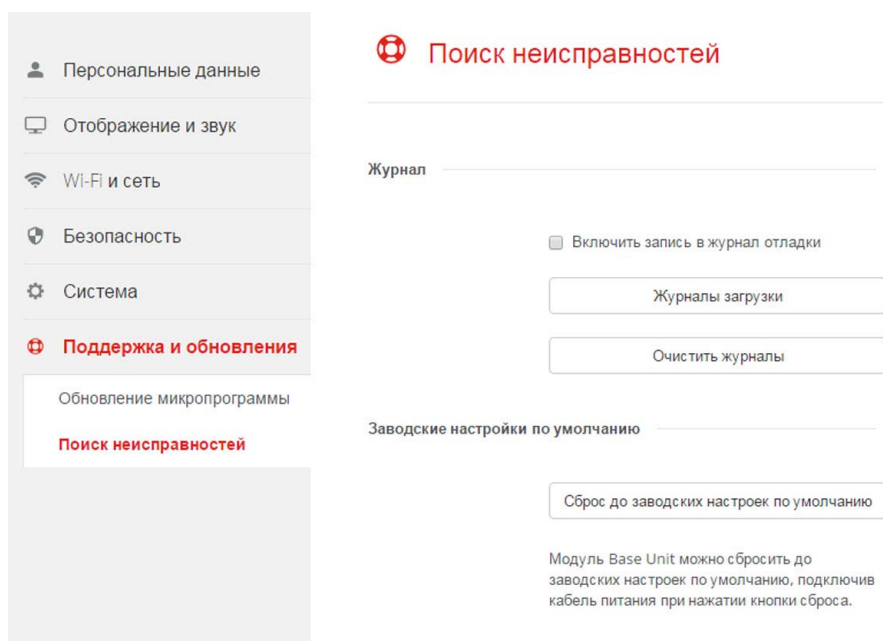 Персональные данные
Отображение и звук
Wi-Fi и сеть
Безопасность
Система
Поддержка и обновления
Обновление микропрограммы
Поиск неисправностей
Поиск неисправностей
Журнал
Включить запись в журнал отладки
Журналы загрузки
Очистить журналы
Заводские настройки по умолчанию
Сброс до заводских настроек по умолчанию
Модуль Base Unit можно сбросить до
заводских настроек по умолчанию, подключив
кабель питания при нажатии кнопки сброса.